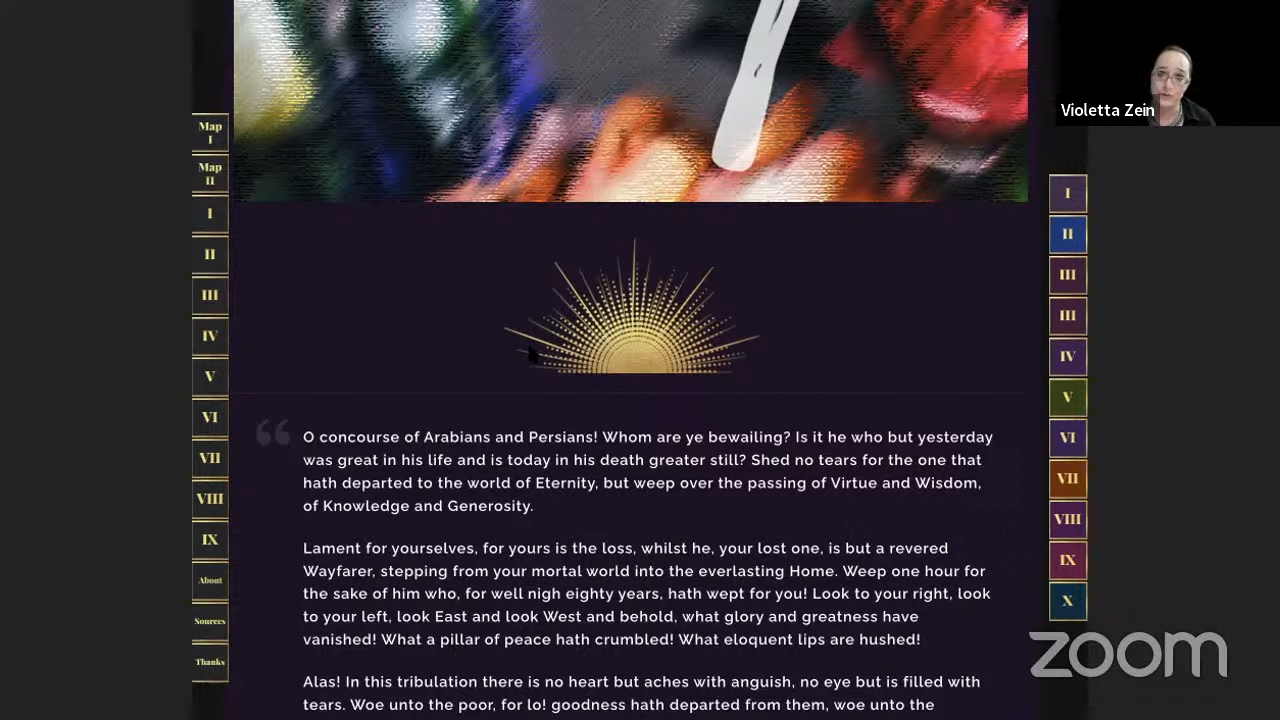 Violetta Zein
Map
I
Map
II
I
II
III
IV
V
VI
VII
VIII
IX
About
Sources
Thanks
“
O concourse of Arabians and Persians! Whom are ye bewailing? Is it he who but yesterday
was great in his life and is today in his death greater still? Shed no tears for the one that
hath departed to the world of Eternity, but weep over the passing of Virtue and Wisdom,
of Knowledge and Generosity.
Lament for yourselves, for yours is the loss, whilst he, your lost one, is but a revered
Wayfarer, stepping from your mortal world into the everlasting Home. Weep one hour for
the sake of him who, for well nigh eighty years, hath wept for you! Look to your right, look
to your left, look East and look West and behold, what glory and greatness have
vanished! What a pillar of peace hath crumbled! What eloquent lips are hushed!
Alas! In this tribulation there is no heart but aches with anguish, no eye but is filled with
tears. Woe unto the poor, for lo! goodness hath departed from them, woe unto the
I
II
III
III
IV
V
VI
VII
VIII
IX
X
zoom